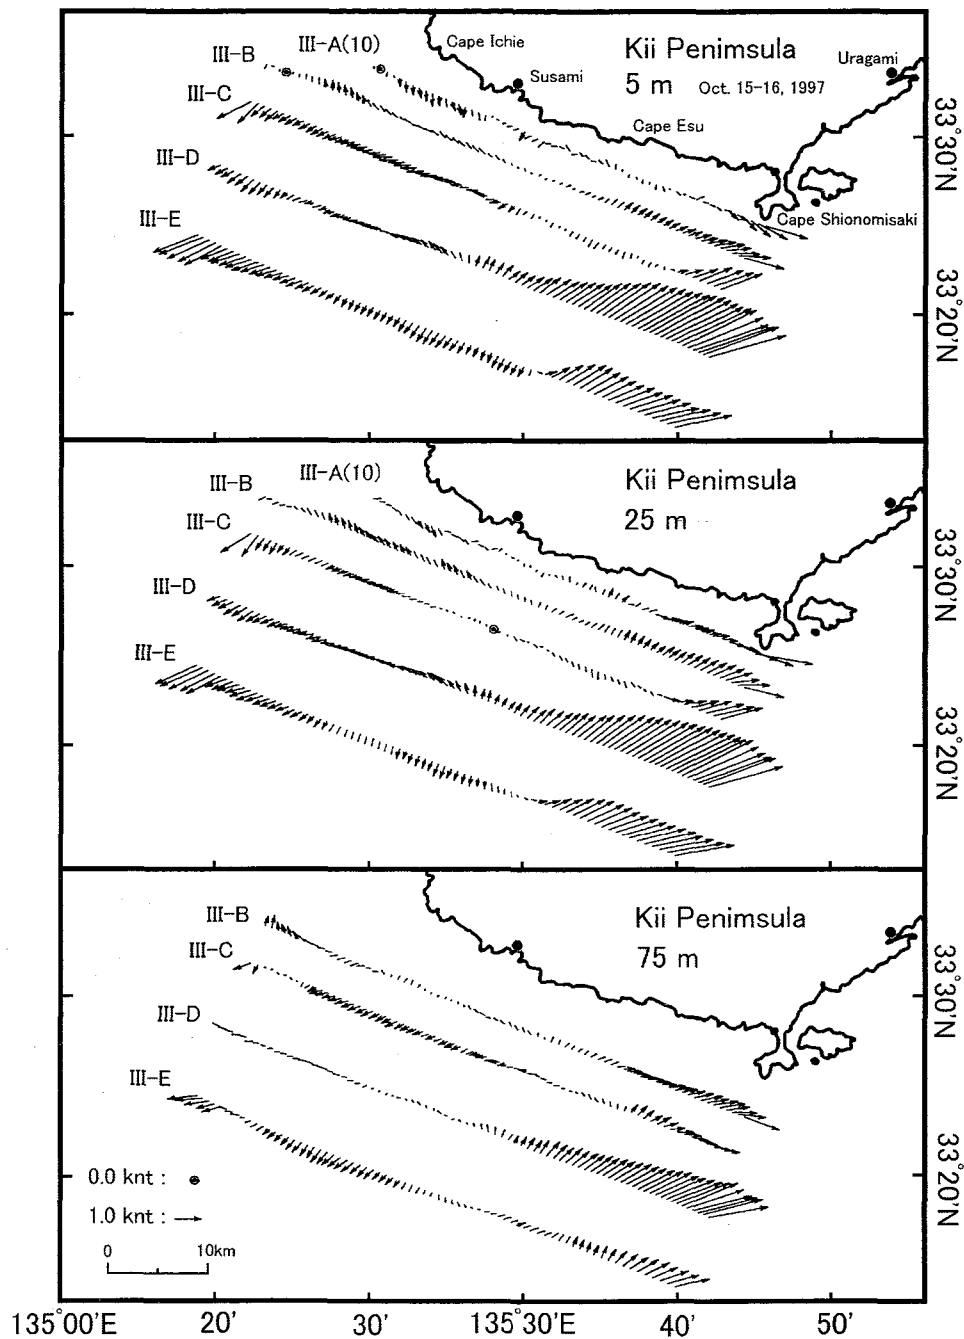 III-B
III-A(10)
Cape Ichie
Kii Penimsula
Uragami
III-C
Susami
5 m Oct. 15-16, 1997
III-D
Cape Esu
33°30'N
III-E
Cape Shionomisaki
33°20'N
III-B
III-A(10)
Kii Penimsula
III-C
25 m
III-D
33°30'N
III-E
33°20'N
III-B
Kii Penimsula
III-C
75 m
III-D
33°30'N
III-E
33°20'N
0.0 knt :
1.0 knt :
0 10km
135°00'E 20' 135°30'E 40' 50'